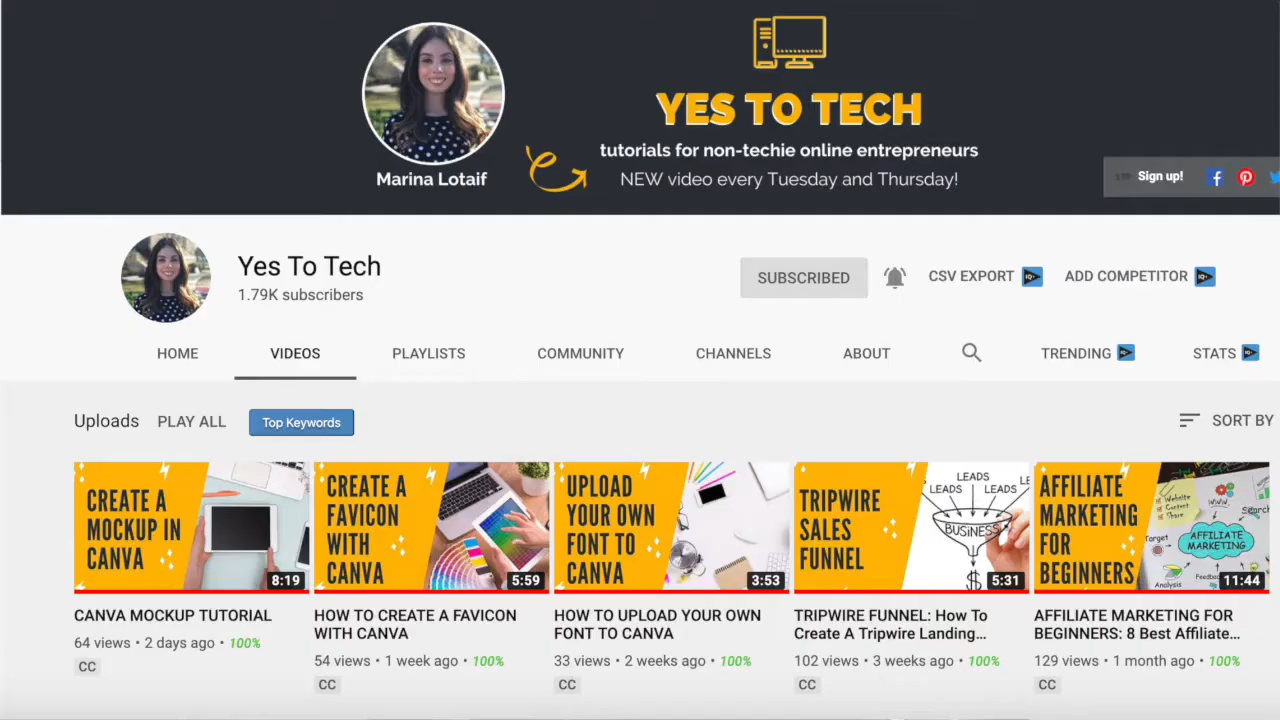 YES TO TECH
tutorials for non-techie online entrepreneurs
Marina Lotaif
NEW video every Tuesday and Thursday!
Sign up!
Yes To Tech
1.79K subscribers
SUBSCRIBED
CSV EXPORT
ADD COMPETITOR
HOME
VIDEOS
PLAYLISTS
COMMUNITY
CHANNELS
ABOUT
TRENDING
STATS
Uploads
PLAY ALL
Top Keywords
SORT BY
CREATE A
MOCKUP IN
CANVA
8:19
CANVA MOCKUP TUTORIAL
64 views • 2 days ago • 100%
CC
CREATE A
FAVICON
WITH
CANVA
5:59
HOW TO CREATE A FAVICON
WITH CANVA
54 views • 1 week ago • 100%
CC
UPLOAD
YOUR OWN
FONT TO
CANVA
3:53
HOW TO UPLOAD YOUR OWN
FONT TO CANVA
33 views • 2 weeks ago • 100%
CC
TRIPWIRE
SALES
FUNNEL
LEADS
LEADS
LEADS
BUSINESS
$
5:31
TRIPWIRE FUNNEL: How To
Create A Tripwire Landing...
102 views • 3 weeks ago • 100%
CC
AFFILIATE
MARKETING
FOR
BEGINNERS
Website
Content
Share
WWW.
Search
Target
AFFILIATE
MARKETING
Analysis
11:44
AFFILIATE MARKETING FOR
BEGINNERS: 8 Best Affiliate...
129 views • 1 month ago • 100%
CC